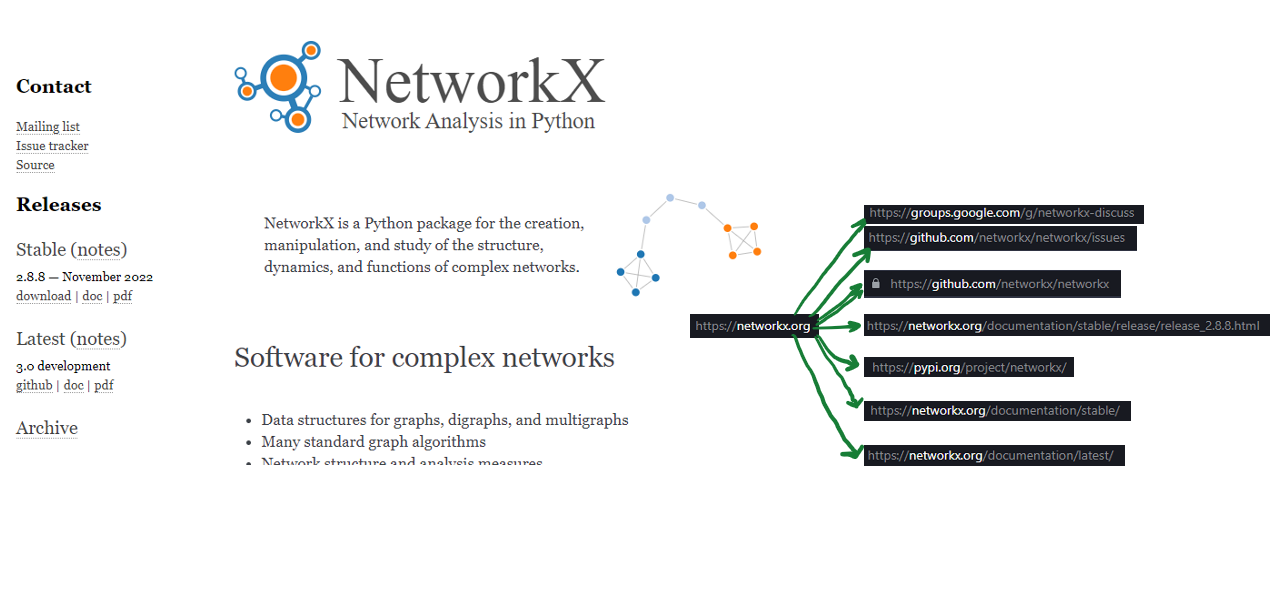 Contact
Mailing list
Issue tracker
Source
Releases
Stable (notes)
2.8.8 — November 2022
download | doc | pdf
Latest (notes)
3.0 development
github | doc | pdf
Archive
NetworkX
Network Analysis in Python
NetworkX is a Python package for the creation,
manipulation, and study of the structure,
dynamics, and functions of complex networks.
Software for complex networks
• Data structures for graphs, digraphs, and multigraphs
• Many standard graph algorithms
• Network structure and analysis measures
https://networkx.org
https://groups.google.com/g/networkx-discuss
https://github.com/networkx/networkx/issues
https://github.com/networkx/networkx
https://networkx.org/documentation/stable/release/release_2.8.8.html
https://pypi.org/project/networkx/
https://networkx.org/documentation/stable/
https://networkx.org/documentation/latest/